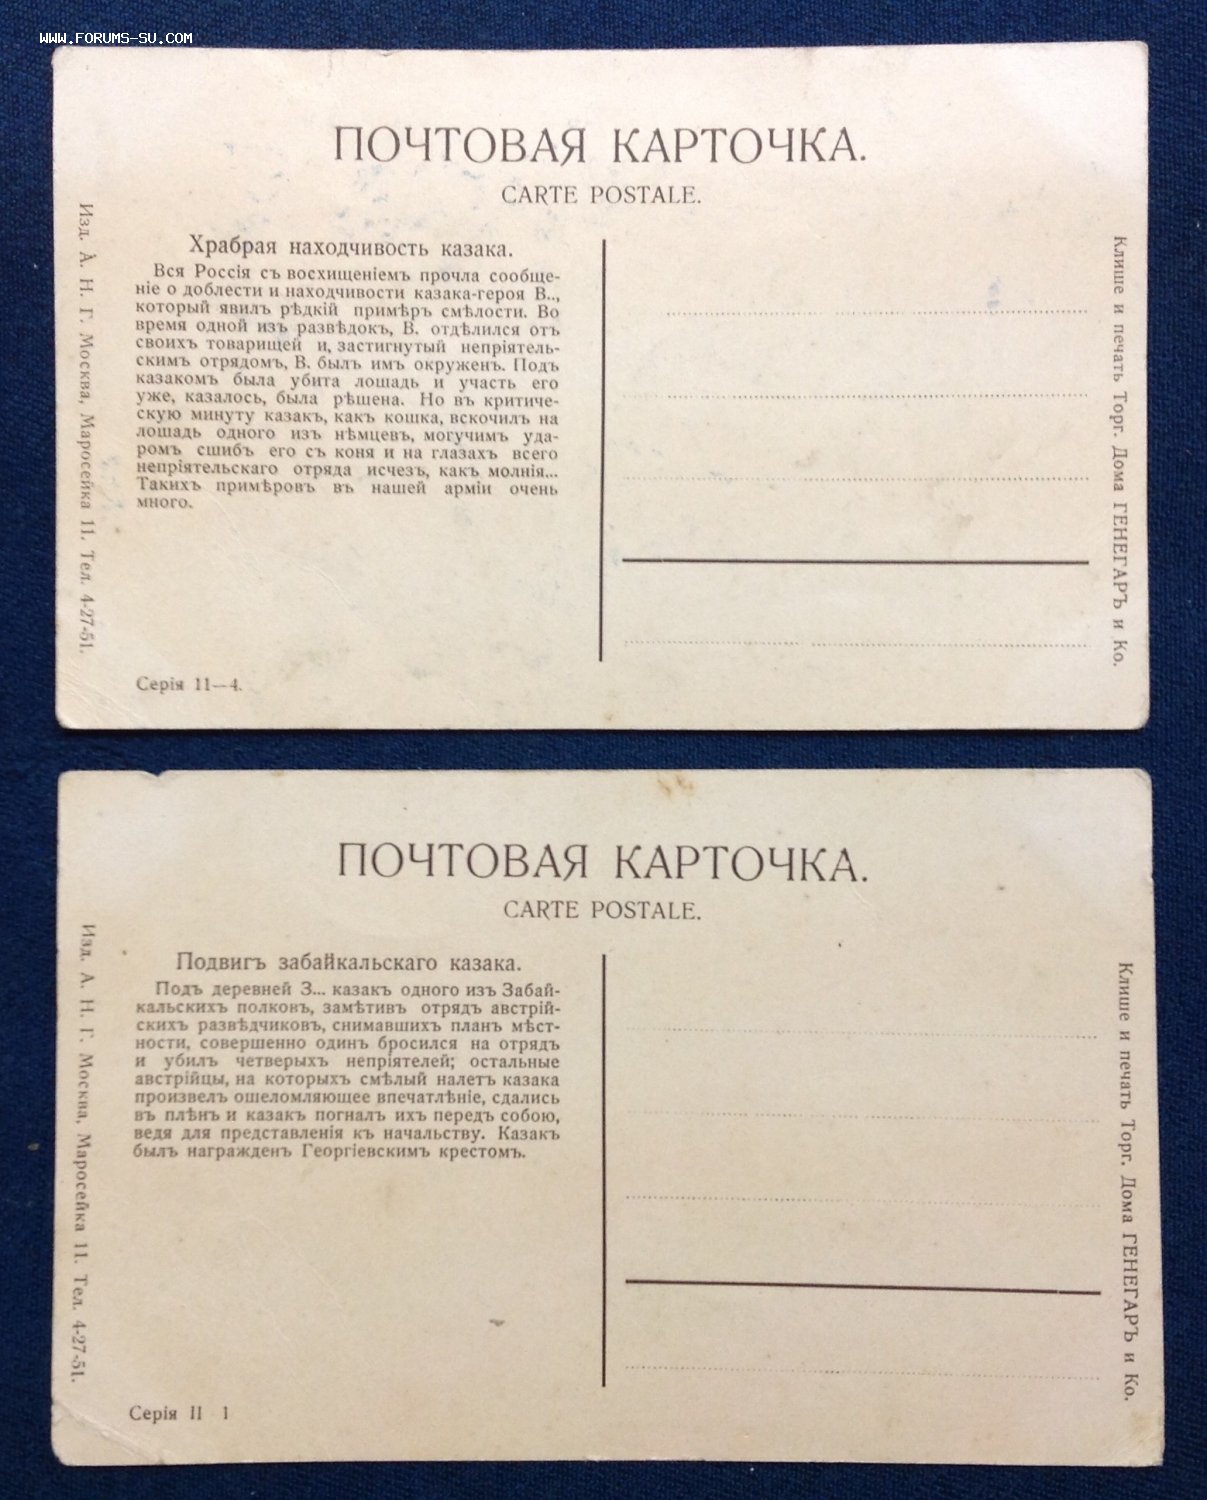 WWW.FORUMS-SU.COM
ПОЧТОВАЯ КАРТОЧКА.
CARTE POSTALE.
Изд. А. Н. Г. Москва, Маросейка 11. Тел. 4-27-51.
Храбрая находчивость казака.
Вся Россія съ восхищеніемъ прочла сообще-
ніе о доблести и находчивости казака-героя В..,
который явилъ рѣдкій примѣръ смѣлости. Во
время одной изъ развѣдокъ, В. отдѣлился отъ
своихъ товарищей и, застигнутый непріятель-
скимъ отрядомъ, В. былъ имъ окруженъ. Подъ
казакомъ была убита лошадь и участь его
уже, казалось, была рѣшена. Но въ критиче-
скую минуту казакъ, какъ кошка, вскочилъ на
лошадь одного изъ нѣмцевъ, могучимъ уда-
ромъ сшибъ его съ коня и на глазахъ всего
непріятельскаго отряда исчезъ, какъ молнія...
Такихъ примѣровъ въ нашей арміи очень
много.
Серія 11—4.
Клише и печать Торг. Дома ГЕНЕГАРЪ и Ко.
ПОЧТОВАЯ КАРТОЧКА.
CARTE POSTALE.
Изд. А. Н. Г. Москва, Маросейка 11. Тел. 4-27-51.
Подвигъ забайкальскаго казака.
Подъ деревней З... казакъ одного изъ Забай-
кальскихъ полковъ, замѣтивъ отрядъ австрій-
скихъ развѣдчиковъ, снимавшихъ планъ мѣст-
ности, совершенно одинъ бросился на отрядъ
и убилъ четверыхъ непріятелей; остальные
австрійцы, на которыхъ смѣлый налетъ казака
произвелъ ошеломляющее впечатлѣніе, сдались
въ плѣнъ и казакъ погналъ ихъ передъ собою,
ведя для представленія къ начальству. Казакъ
былъ награжденъ Георгіевскимъ крестомъ.
Серія II 1
Клише и печать Торг. Дома ГЕНЕГАРЪ и Ко.